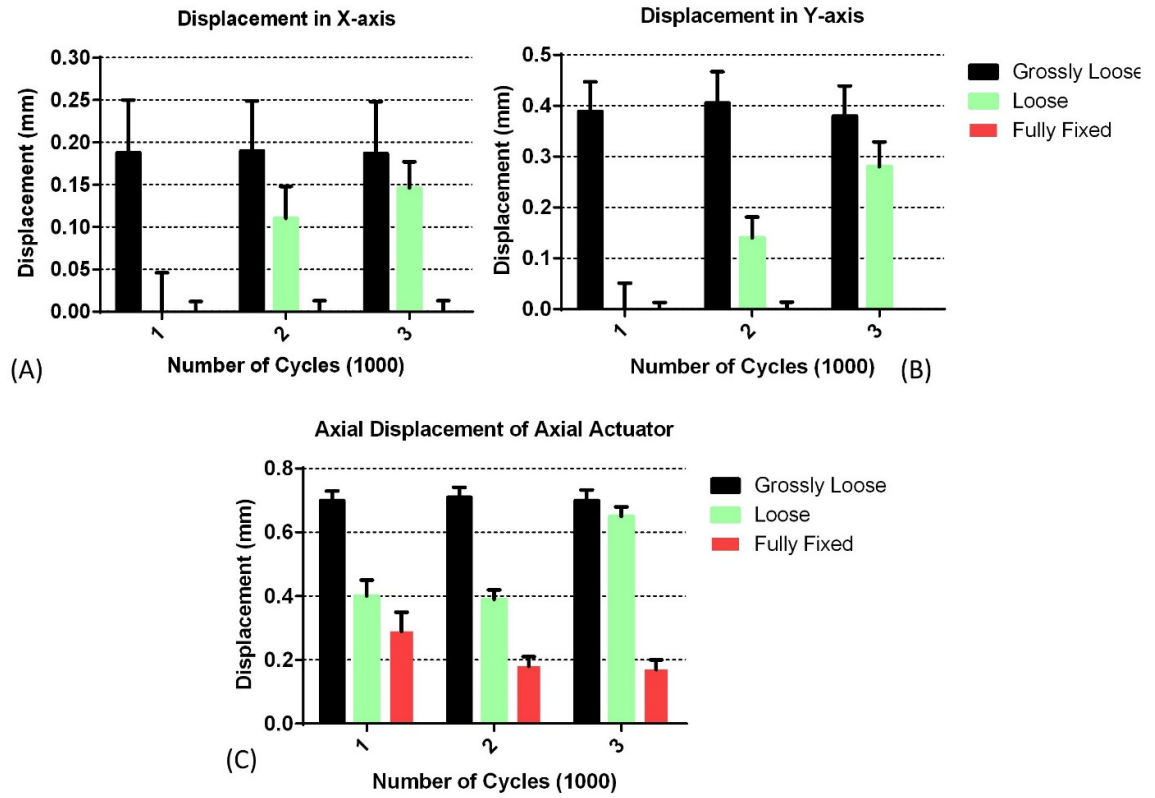 Displacement in X-axis
0.30
0.25
0.20
0.15
0.10
0.05
0.00
Displacement (mm)
1
2
3
Number of Cycles (1000)
(A)
Displacement in Y-axis
0.5
0.4
0.3
0.2
0.1
0.0
Displacement (mm)
1
2
3
Number of Cycles (1000)
(B)
Grossly Loose
Loose
Fully Fixed
Axial Displacement of Axial Actuator
0.8
0.6
0.4
0.2
0.0
Displacement (mm)
1
2
3
Number of Cycles (1000)
(C)
Grossly Loose
Loose
Fully Fixed